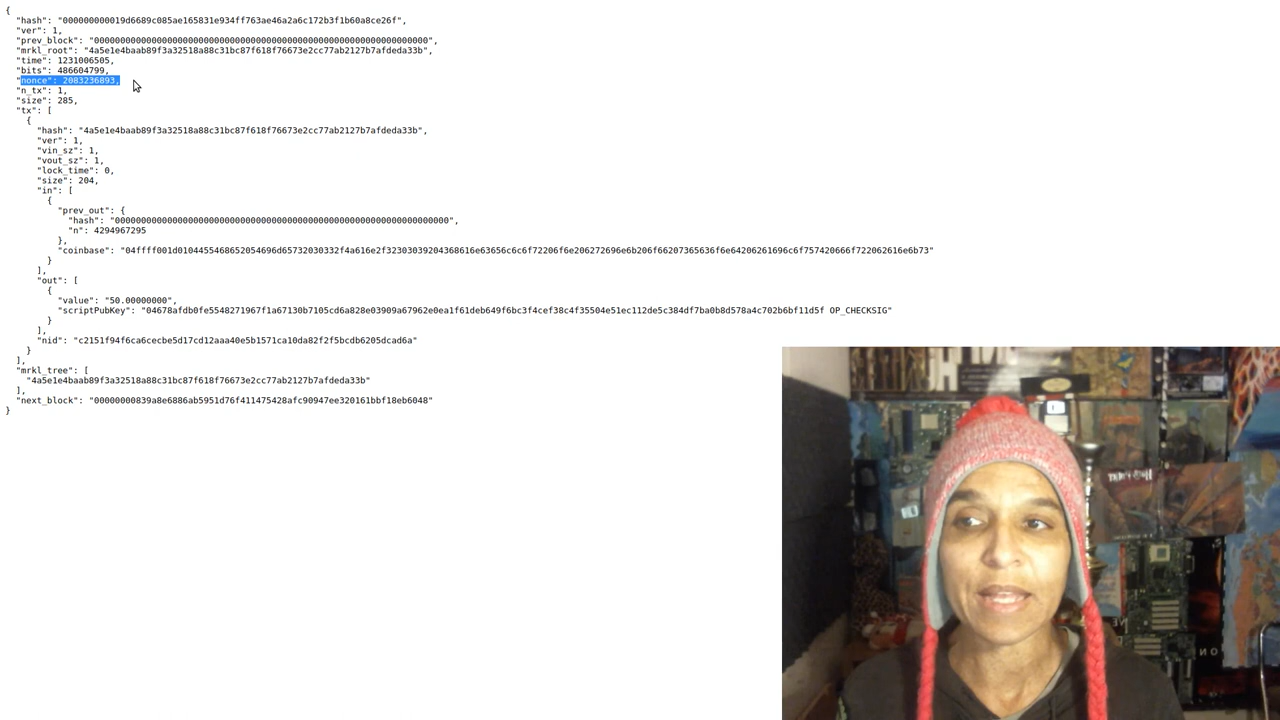 {
"hash": "000000000019d6689c085ae165831e934ff763ae46a2a6c172b3f1b60a8ce26f",
"ver": 1,
"prev_block": "0000000000000000000000000000000000000000000000000000000000000000",
"mrkl_root": "4a5e1e4baab89f3a32518a88c31bc87f618f76673e2cc77ab2127b7afdeda33b",
"time": 1231006505,
"bits": 486604799,
"nonce": 2083236893,
"n_tx": 1,
"size": 285,
"tx": [
{
"hash": "4a5e1e4baab89f3a32518a88c31bc87f618f76673e2cc77ab2127b7afdeda33b",
"ver": 1,
"vin_sz": 1,
"vout_sz": 1,
"lock_time": 0,
"size": 204,
"in": [
{
"prev_out": {
"hash": "0000000000000000000000000000000000000000000000000000000000000000",
"n": 4294967295
},
"coinbase": "04ffff001d0104455468652054696d65732030332f4a616e2f32303039204368616e63656c6c6f72206f6e206272696e6b206f66207365636f6e64206261696c6f757420666f722062616e6b73"
}
],
"out": [
{
"value": "50.00000000",
"scriptPubKey": "04678afdb0fe5548271967f1a67130b7105cd6a828e03909a67962e0ea1f61deb649f6bc3f4cef38c4f35504e51ec112de5c384df7ba0b8d578a4c702b6bf11d5f OP_CHECKSIG"
}
],
"nid": "c2151f94f6ca6cecbe5d17cd12aaa40e5b1571ca10da82f2f5bcdb6205dcad6a"
}
],
"mrkl_tree": [
"4a5e1e4baab89f3a32518a88c31bc87f618f76673e2cc77ab2127b7afdeda33b"
],
"next_block": "00000000839a8e6886ab5951d76f411475428afc90947ee320161bbf18eb6048"
}